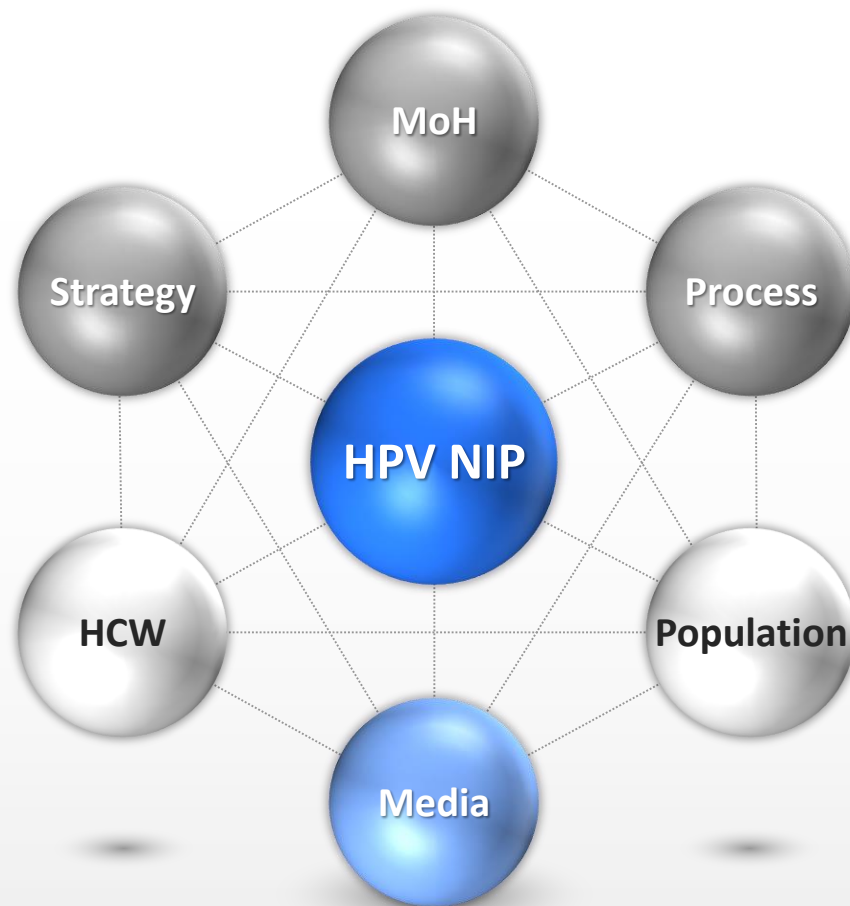 MoH
Strategy
Process
HPV NIP
HCW
Population
Media